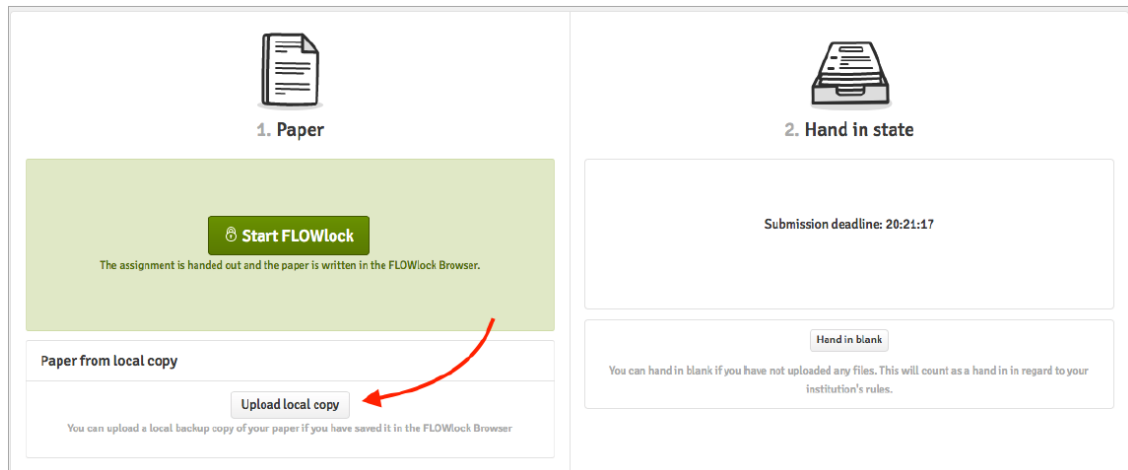 1. Paper
Start FLOWlock
The assignment is handed out and the paper is written in the FLOWlock Browser.
Paper from local copy
Upload local copy
You can upload a local backup copy of your paper if you have saved it in the FLOWlock Browser
2. Hand in state
Submission deadline: 20:21:17
Hand in blank
You can hand in blank if you have not uploaded any files. This will count as a hand in in regard to your
institution's rules.